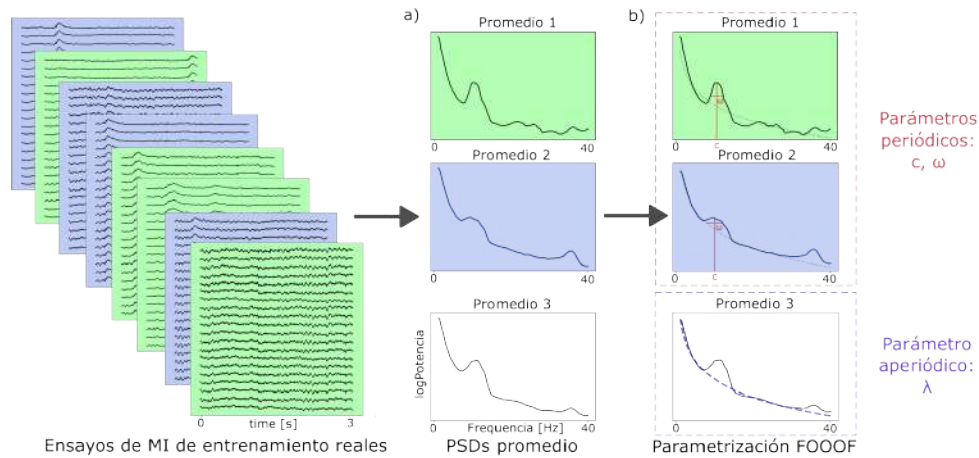 a)
b)
Promedio 1
Promedio 1
c
0
40
0
40
Promedio 2
Promedio 2
c
0
40
0
40
Parámetros
periódicos:
c, ω
Promedio 3
Promedio 3
logPotencia
0
Frecuencia [Hz]
40
0
40
Parámetro
aperiódico:
λ
0
time [s]
3
Ensayos de MI de entrenamiento reales
PSDs promedio
Parametrización FOOOF